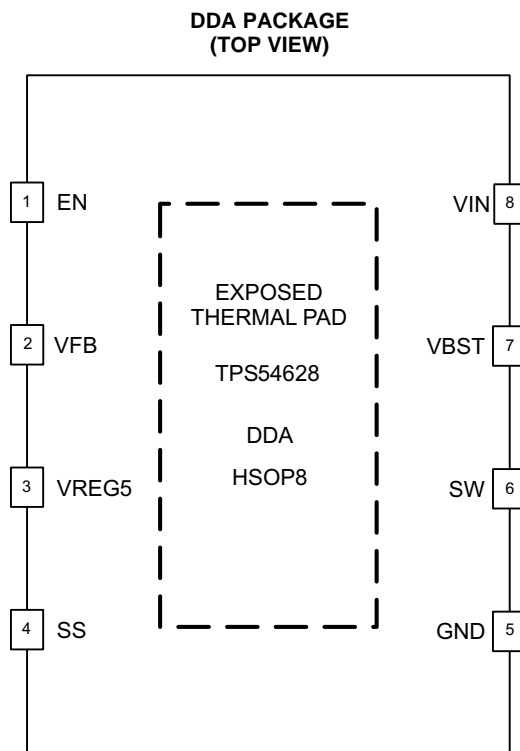 DDA PACKAGE
(TOP VIEW)
1 EN
VIN 8
2 VFB
VBST 7
3 VREG5
SW 6
4 SS
GND 5
EXPOSED
THERMAL PAD
TPS54628
DDA
HSOP8